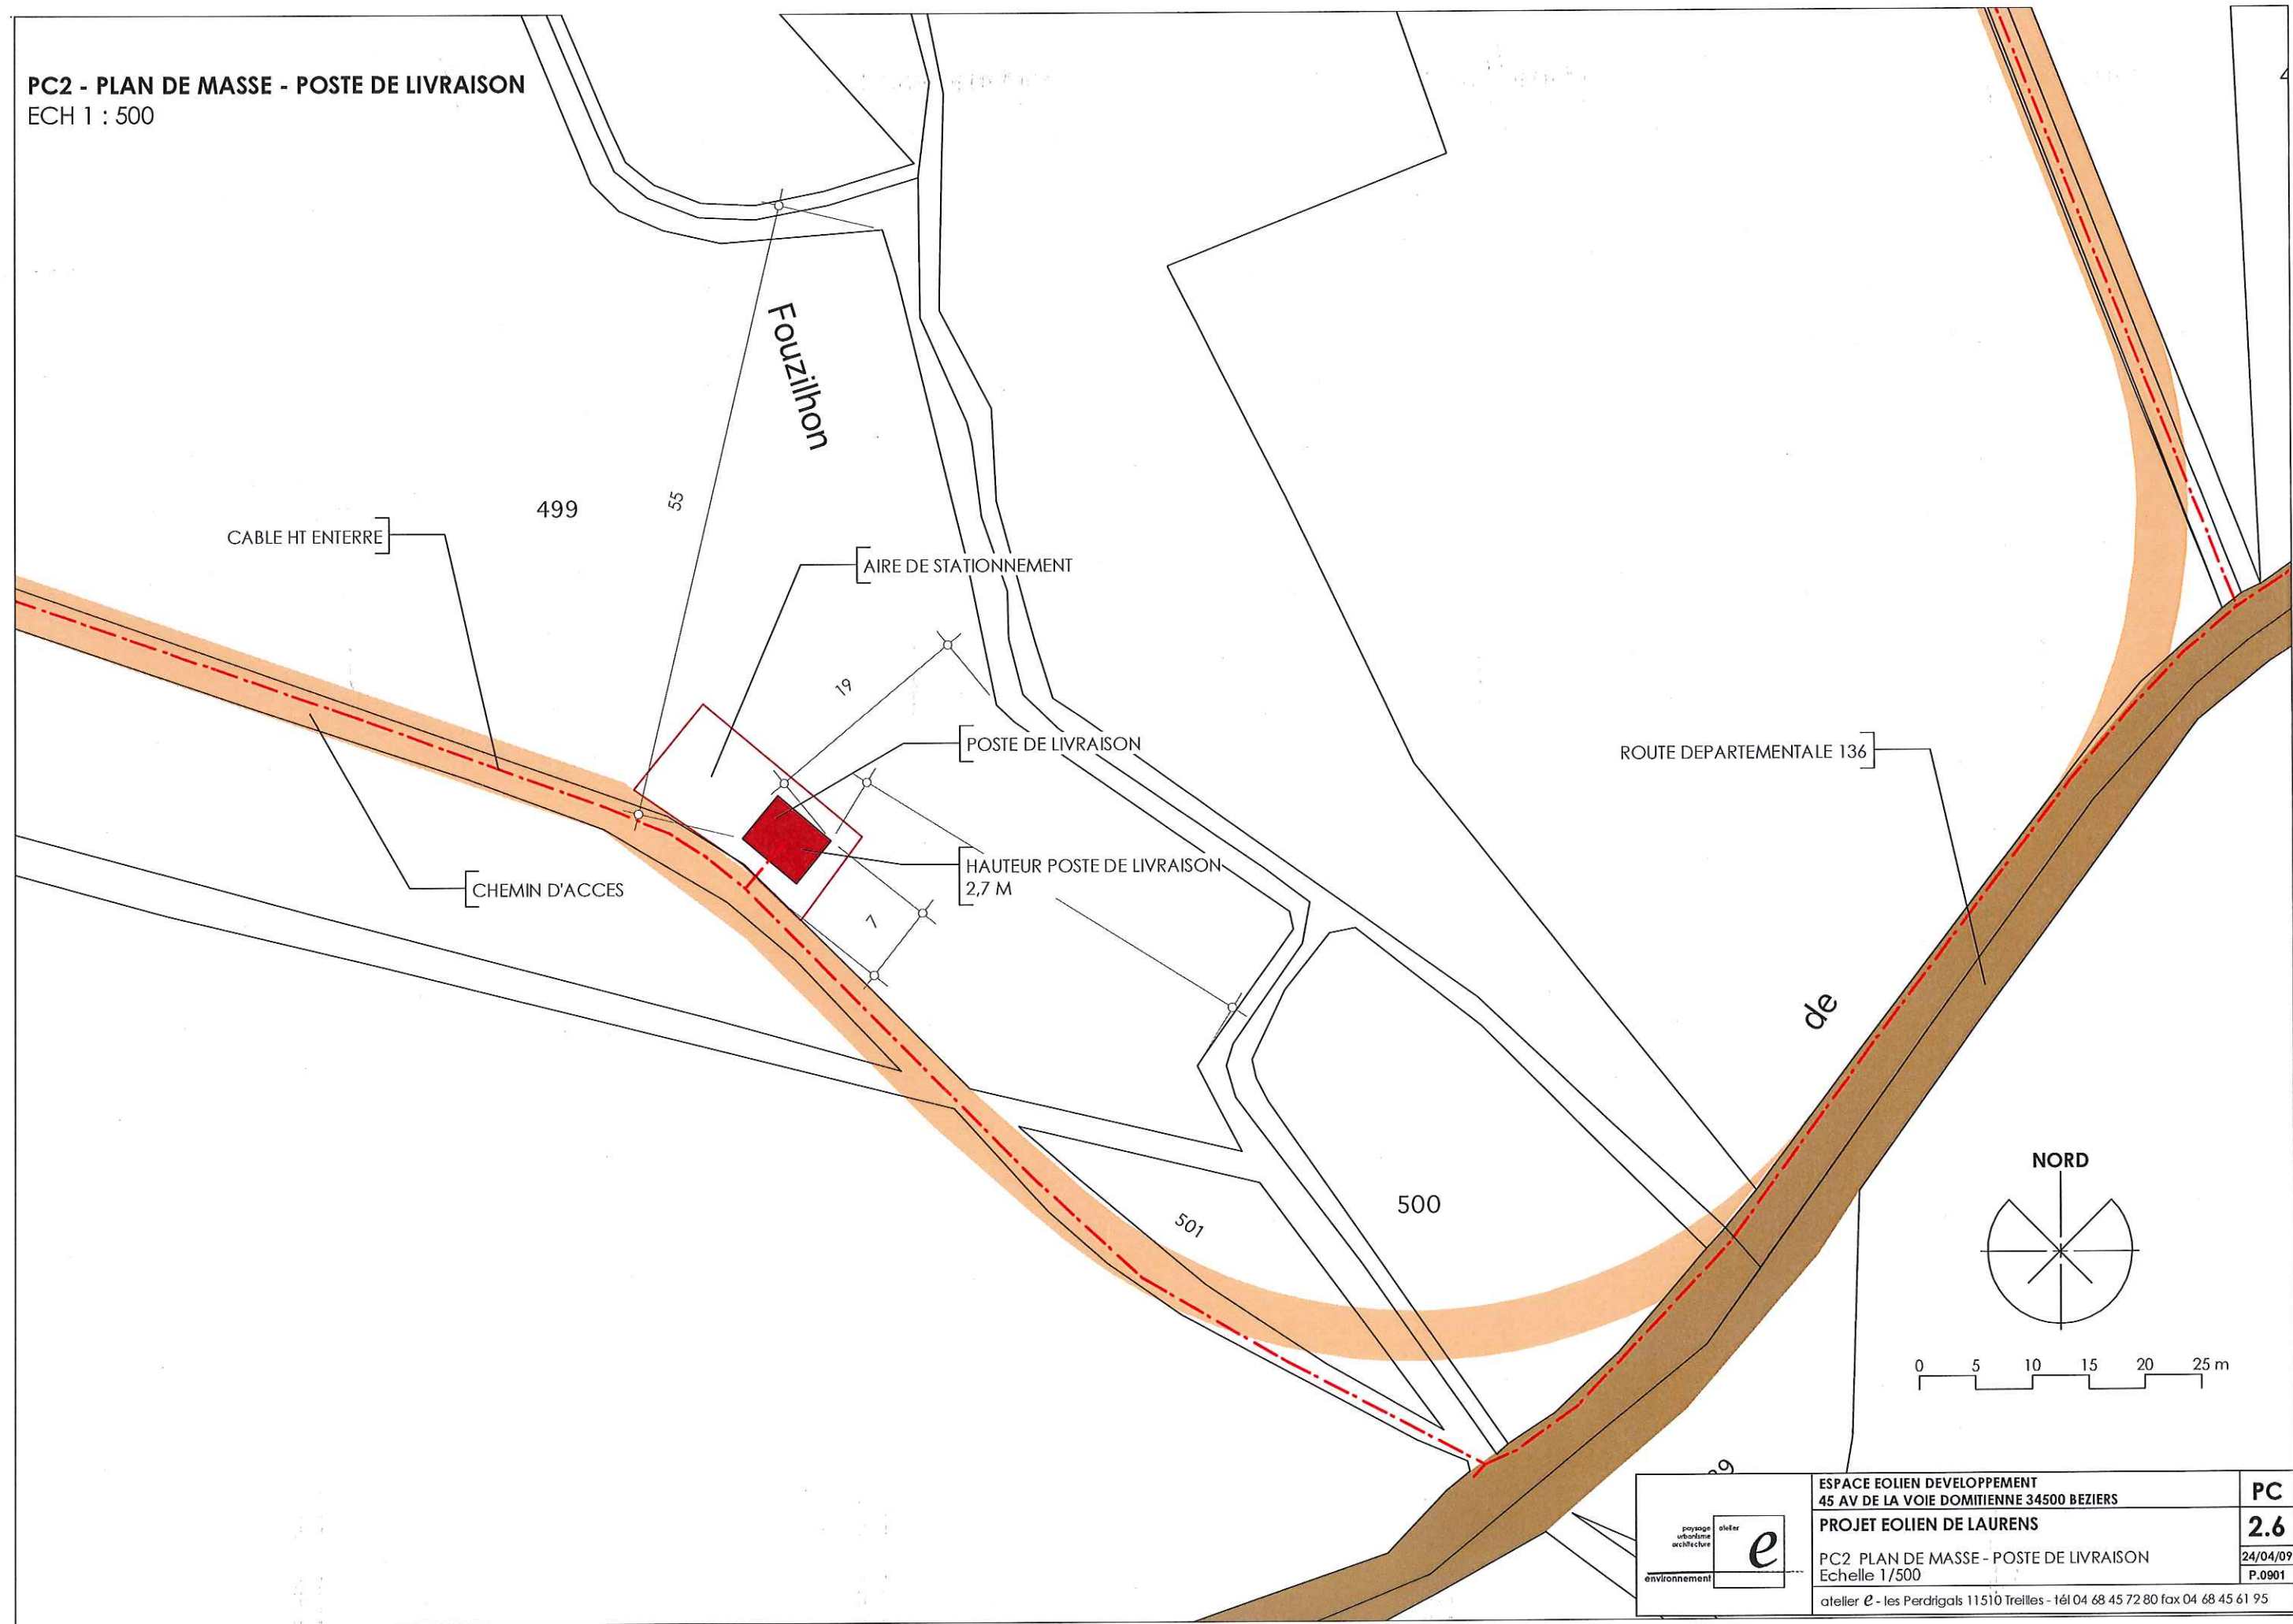 PC2 - PLAN DE MASSE - POSTE DE LIVRAISON
ECH 1 : 500
Fouzilhon
499
55
CABLE HT ENTERRE
AIRE DE STATIONNEMENT
19
POSTE DE LIVRAISON
ROUTE DEPARTEMENTALE 136
HAUTEUR POSTE DE LIVRAISON
2,7 M
CHEMIN D'ACCES
7
de
500
501
NORD
0 5 10 15 20 25 m
ESPACE EOLIEN DEVELOPPEMENT
45 AV DE LA VOIE DOMITIENNE 34500 BEZIERS
PC
PROJET EOLIEN DE LAURENS
2.6
PC2 PLAN DE MASSE - POSTE DE LIVRAISON
Echelle 1/500
24/04/09
P.0901
paysage
urbanisme
architecture
atelier
e
environnement
atelier e - les Perdrigals 11510 Treilles - tél 04 68 45 72 80 fax 04 68 45 61 95